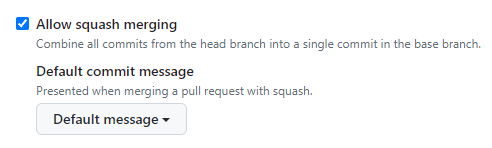 Allow squash merging
Combine all commits from the head branch into a single commit in the base branch.
Default commit message
Presented when merging a pull request with squash.
Default message